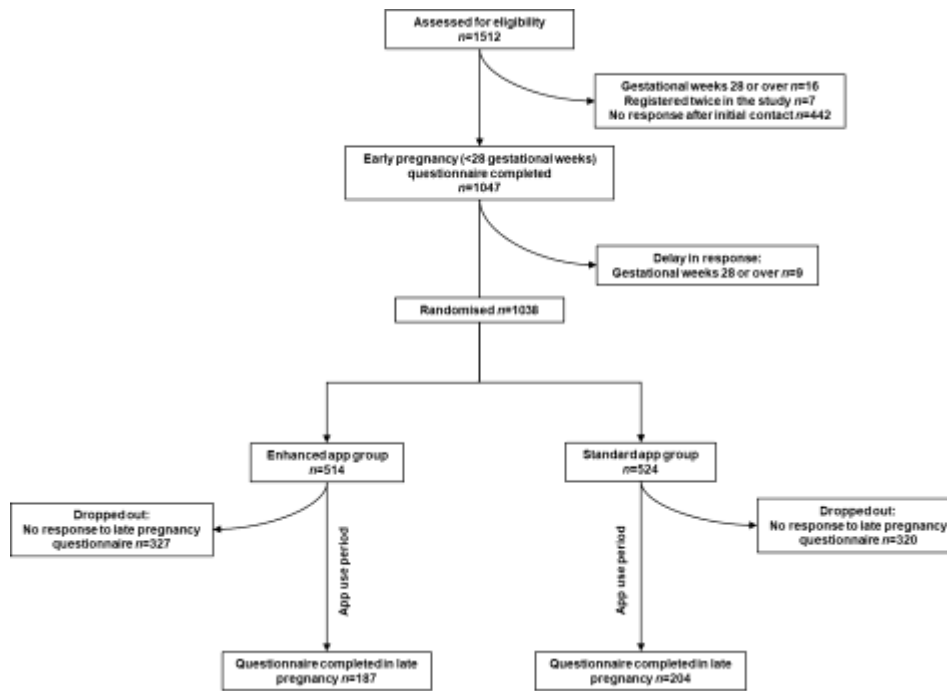 Assessed for eligibility
n=1512
Gestational weeks 28 or over n=16
Registered twice in the study n=7
No response after initial contact n=442
Early pregnancy (<28 gestational weeks)
questionnaire completed
n=1047
Delay in response:
Gestational weeks 28 or over n=9
Randomised n=1038
Enhanced app group
n=514
Standard app group
n=524
Dropped out:
No response to late pregnancy
questionnaire n=327
App use period
App use period
Dropped out:
No response to late pregnancy
questionnaire n=320
Questionnaire completed in late
pregnancy n=187
Questionnaire completed in late
pregnancy n=204